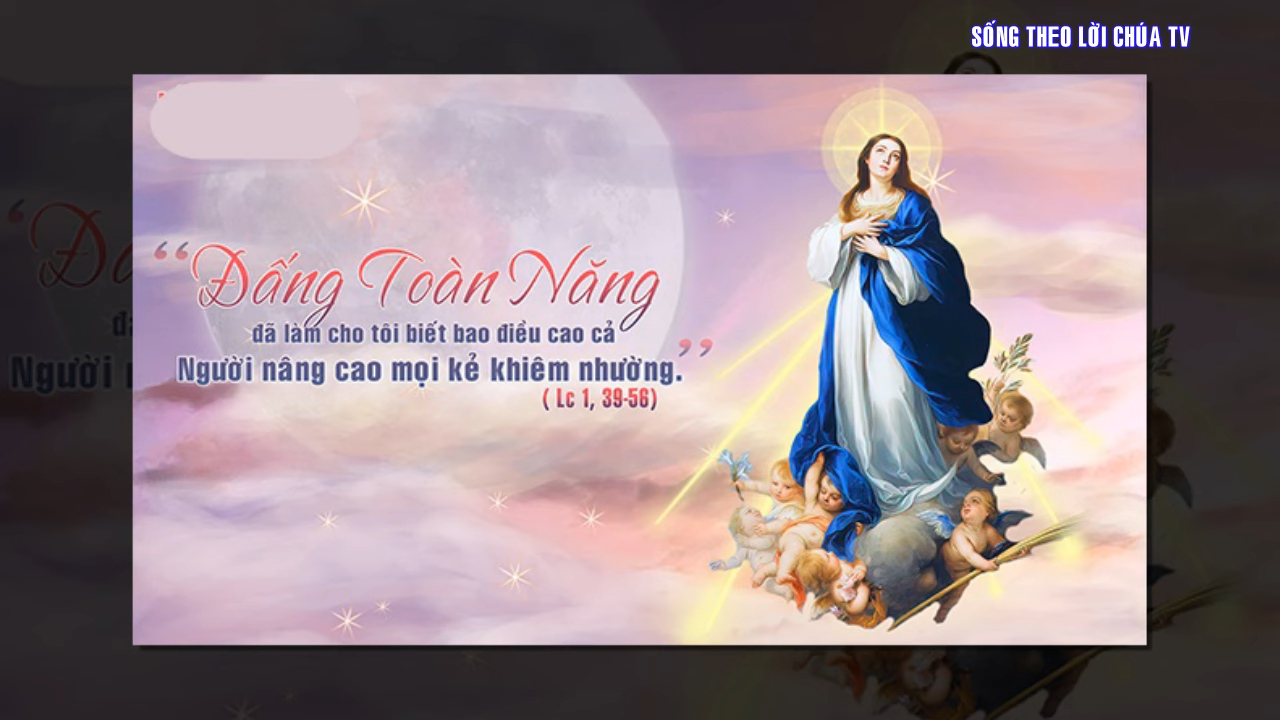 SỐNG THEO LỜI CHÚA TV
“Đấng Toàn Năng
đã làm cho tôi biết bao điều cao cả
Người nâng cao mọi kẻ khiêm nhường.”
( Lc 1, 39-56)